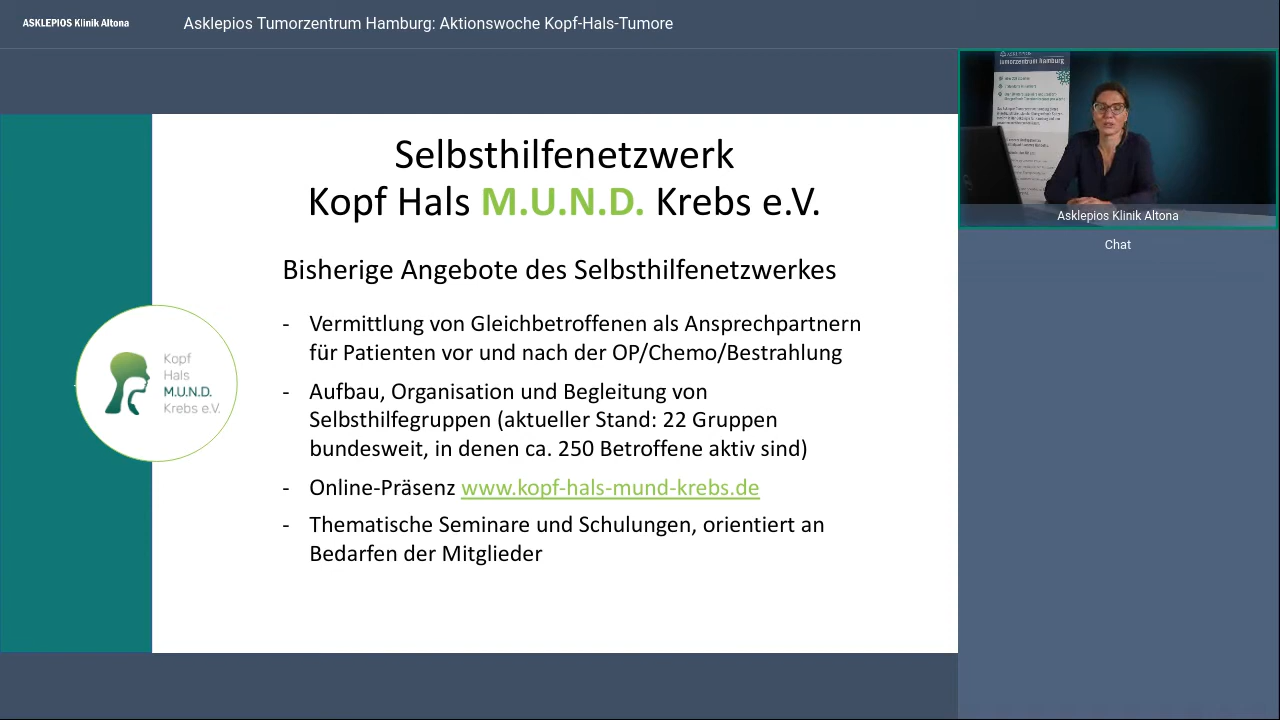 ASKLEPIOS Klinik Altona
Asklepios Tumorzentrum Hamburg: Aktionswoche Kopf-Hals-Tumore
Selbsthilfenetzwerk
Kopf Hals M.U.N.D. Krebs e.V.
Bisherige Angebote des Selbsthilfenetzwerkes
- Vermittlung von Gleichbetroffenen als Ansprechpartnern
für Patienten vor und nach der OP/Chemo/Bestrahlung
- Aufbau, Organisation und Begleitung von
Selbsthilfegruppen (aktueller Stand: 22 Gruppen
bundesweit, in denen ca. 250 Betroffene aktiv sind)
- Online-Präsenz www.kopf-hals-mund-krebs.de
- Thematische Seminare und Schulungen, orientiert an
Bedarfen der Mitglieder
Kopf
Hals
M.U.N.D.
Krebs e.V.
tumorzentrum hamburg
Asklepios Klinik Altona
Chat